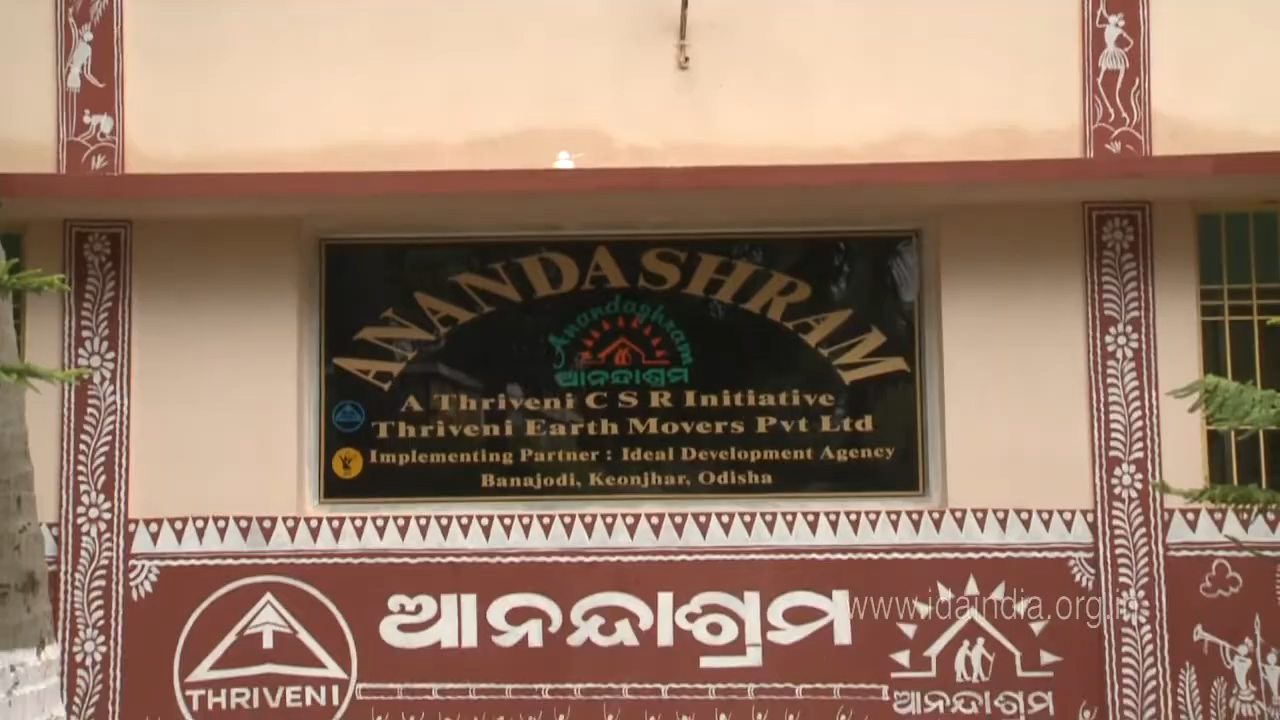 ANANDASHRAM
Anandashram
ଆନନ୍ଦାଶ୍ରମ
A Thriveni C S R Initiative
Thriveni Earth Movers Pvt Ltd
Implementing Partner : Ideal Development Agency
Banajodi, Keonjhar, Odisha
ଆନନ୍ଦାଶ୍ରମ
www.idaindia.org.in
THRIVENI
ଆନନ୍ଦାଶ୍ରମ